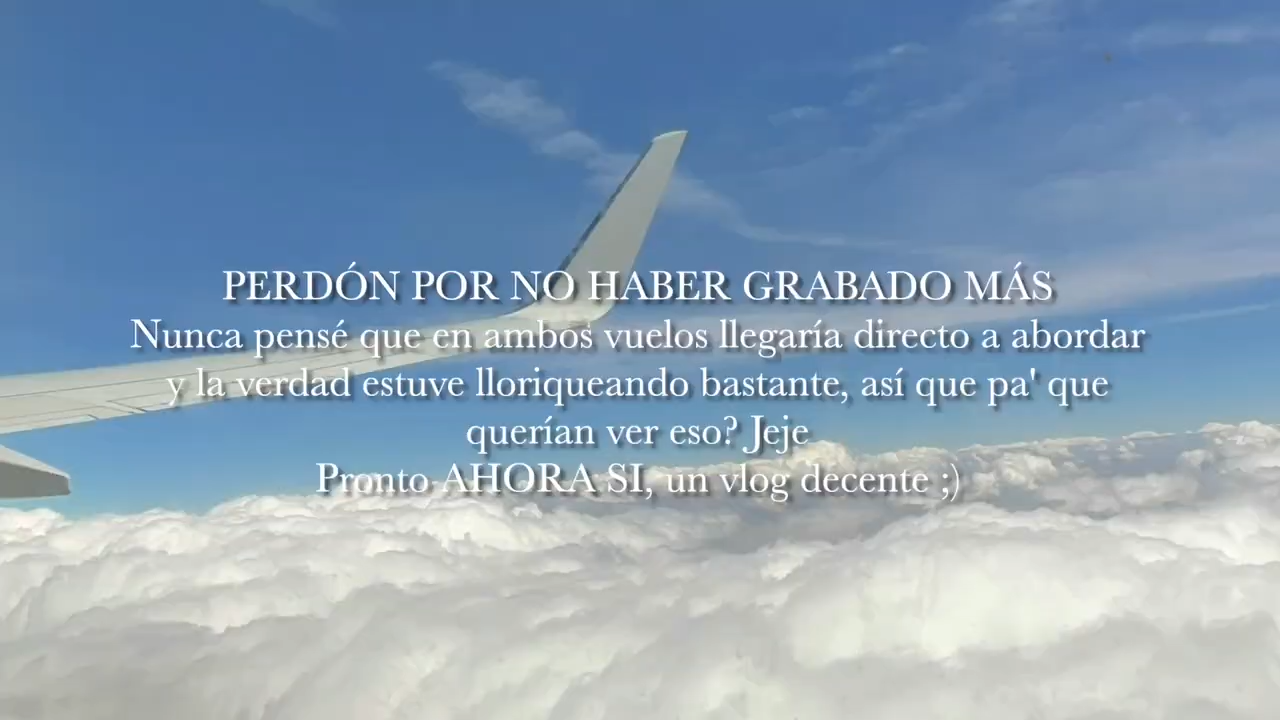 PERDÓN POR NO HABER GRABADO MÁS
Nunca pensé que en ambos vuelos llegaría directo a abordar
y la verdad estuve lloriqueando bastante, así que pa' que
querían ver eso? Jeje
Pronto AHORA SI, un vlog decente ;)